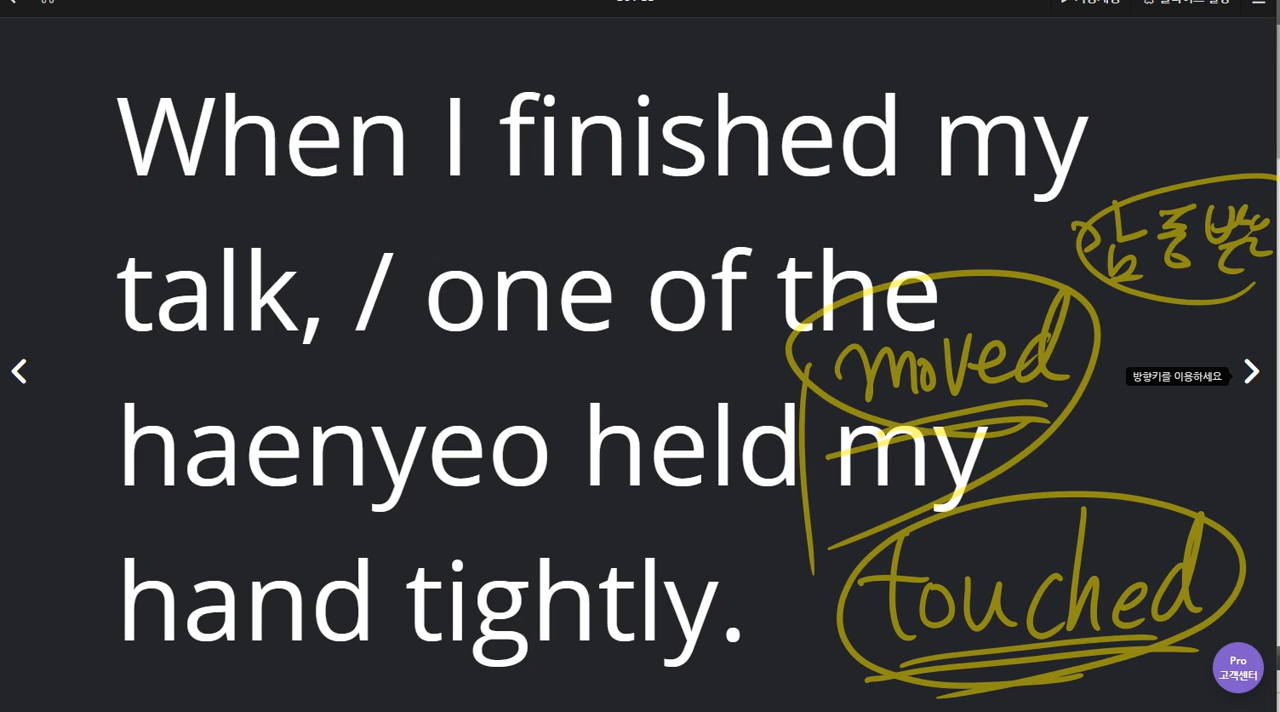 When I finished my
감동받
talk, / one of the
moved
방향키를 이용하세요
haenyeo held my
hand tightly.
touched
Pro
고객센터